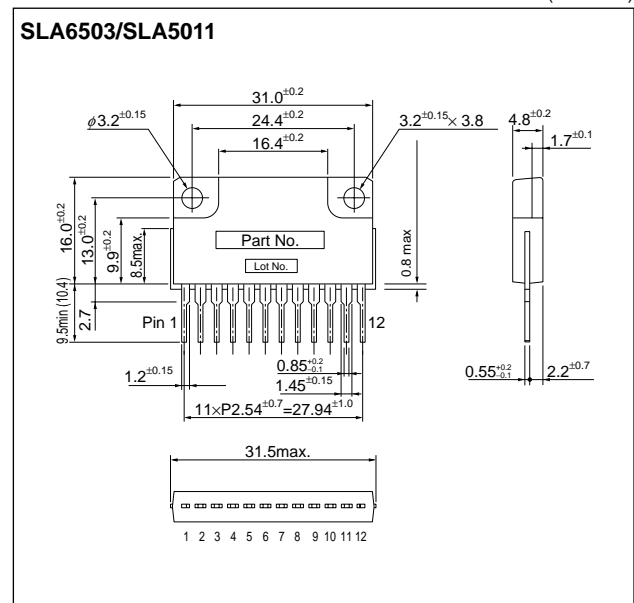 SLA6503/SLA5011
31.0±0.2
φ3.2±0.15
24.4±0.2
3.2±0.15× 3.8
4.8±0.2
16.4±0.2
1.7±0.1
16.0±0.2
13.0±0.2
9.9±0.2
8.5max.
Part No.
Lot No.
0.8 max
9.5min (10.4)
2.7
Pin 1
12
0.85+0.2-0.1
1.2±0.15
1.45±0.15
0.55+0.2-0.1
2.2±0.7
11×P2.54±0.7=27.94±1.0
31.5max.
1 2 3 4 5 6 7 8 9 10 11 12